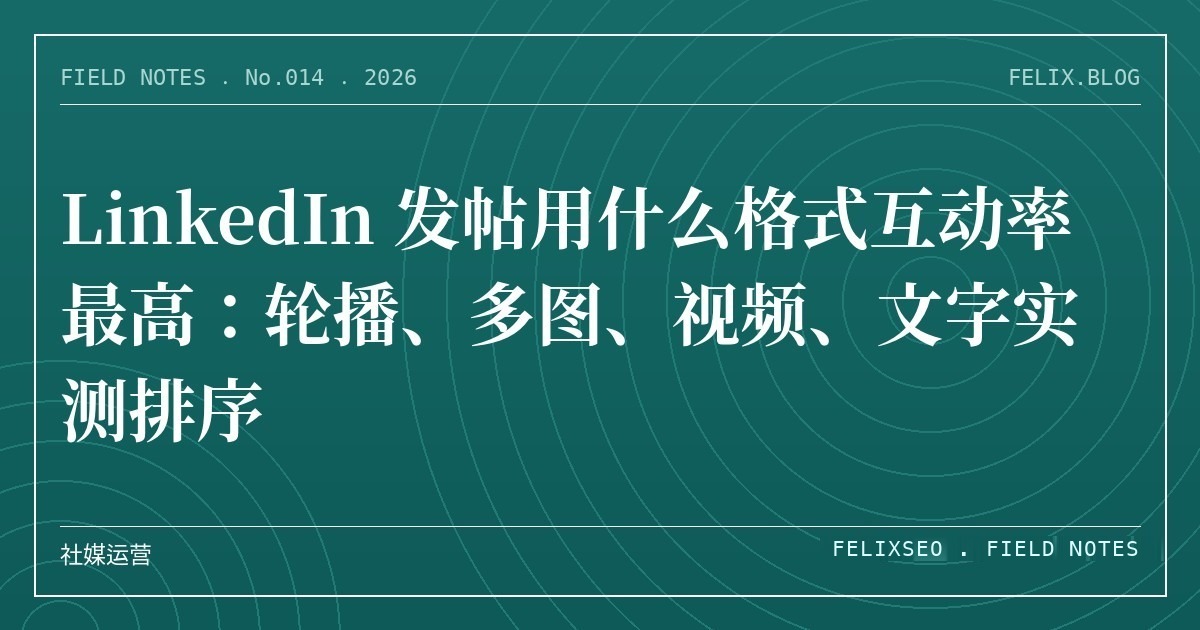 FIELD NOTES . No.014 . 2026
FELIX.BLOG
LinkedIn 发帖用什么格式互动率
最高：轮播、多图、视频、文字实
测排序
社媒运营
FELIXSEO . FIELD NOTES